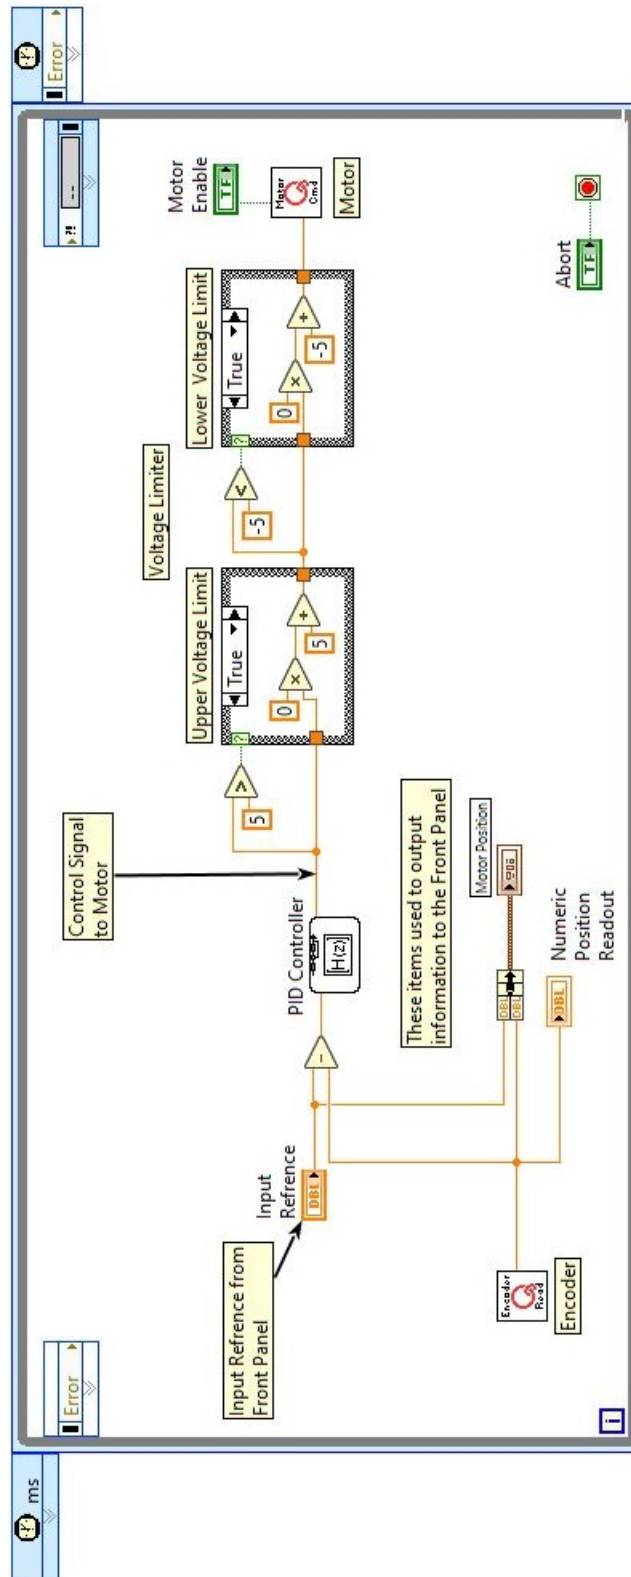 ms
Error
Input Refrence from
Front Panel
Input
Refrence
DBL
Encoder
Read
Encoder
i
-
Control Signal
to Motor
PID Controller
[H(z)]
These items used to output
information to the Front Panel
DBL
DBL
Motor Position
DBL
Numeric
Position
Readout
Voltage Limiter
>
5
Upper Voltage Limit
?
True
0
×
+
5
<
-5
Lower Voltage Limit
?
True
0
×
+
-5
Motor
Enable
TF
Motor
Cmd
Motor
Abort
TF
?!
--
Error